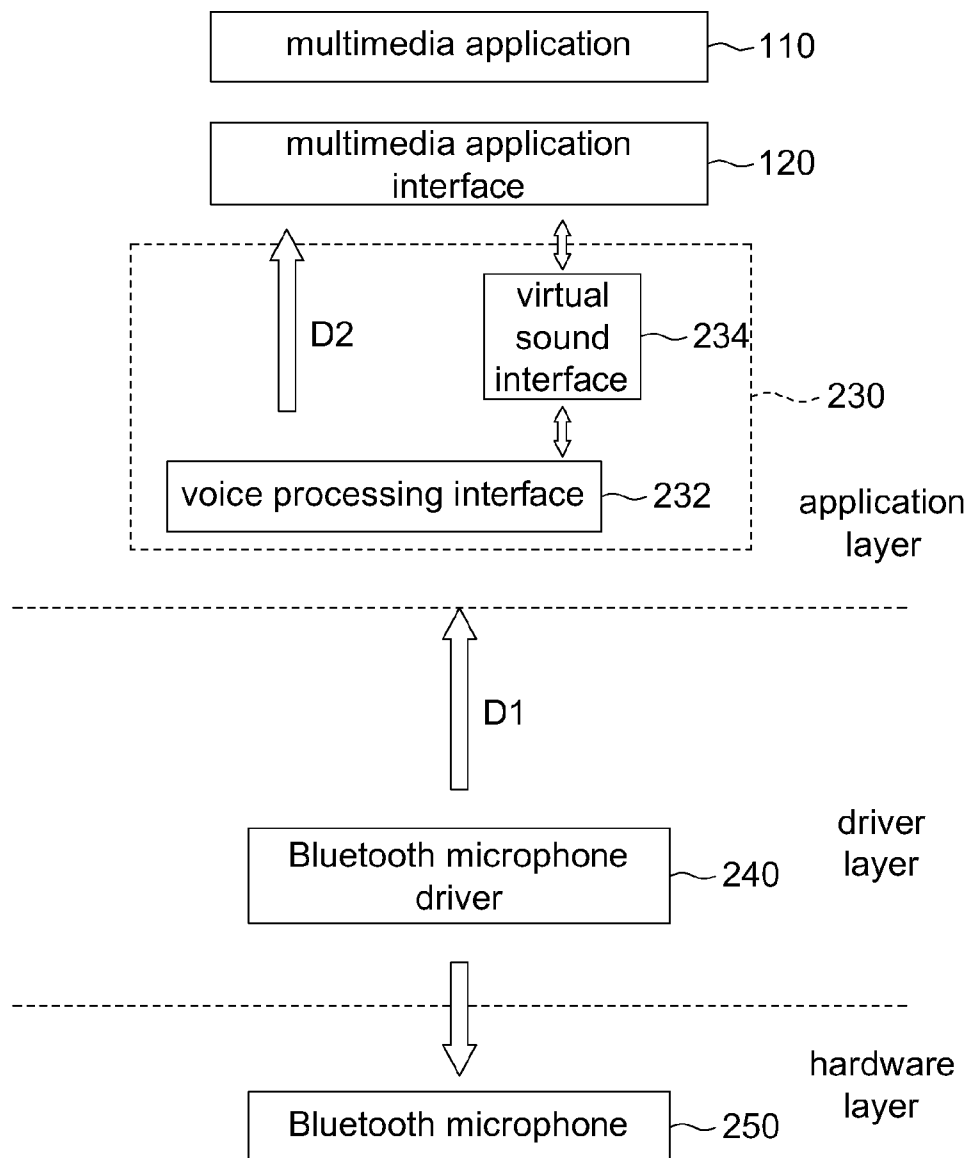 multimedia application
110
multimedia application
interface
120
virtual
sound
interface
234
D2
230
voice processing interface
232
application
layer
D1
driver
layer
Bluetooth microphone
driver
240
hardware
layer
Bluetooth microphone
250